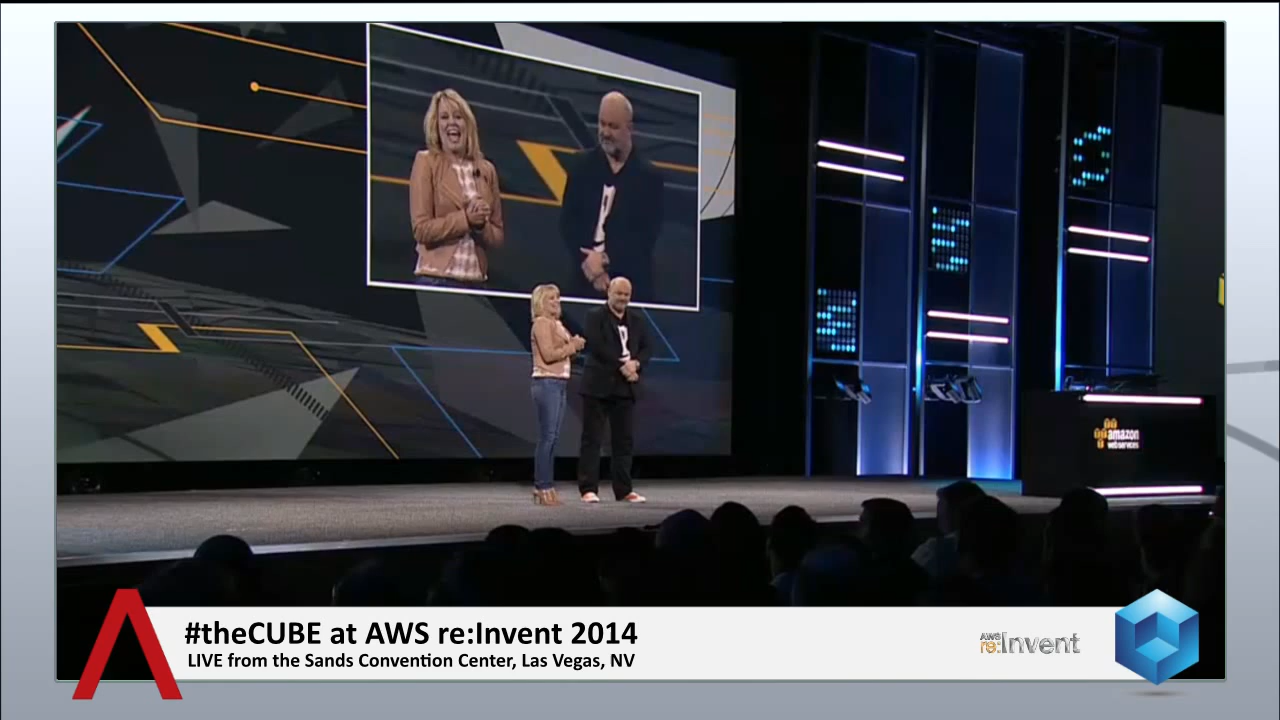 amazon
web services
#theCUBE at AWS re:Invent 2014
LIVE from the Sands Convention Center, Las Vegas, NV
AWS
re:Invent